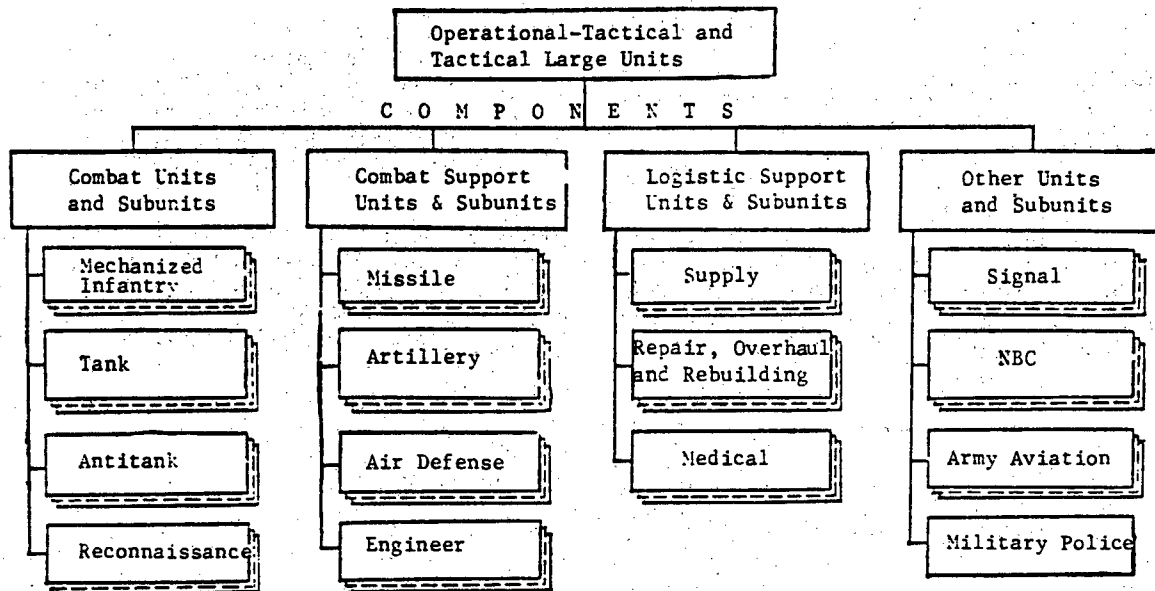 Operational-Tactical and
Tactical Large Units
COMPONENTS
Combat Units
and Subunits
Mechanized
Infantry
Tank
Antitank
Reconnaissance
Combat Support
Units & Subunits
Missile
Artillery
Air Defense
Engineer
Logistic Support
Units & Subunits
Supply
Repair, Overhaul
and Rebuilding
Medical
Other Units
and Subunits
Signal
NBC
Army Aviation
Military Police